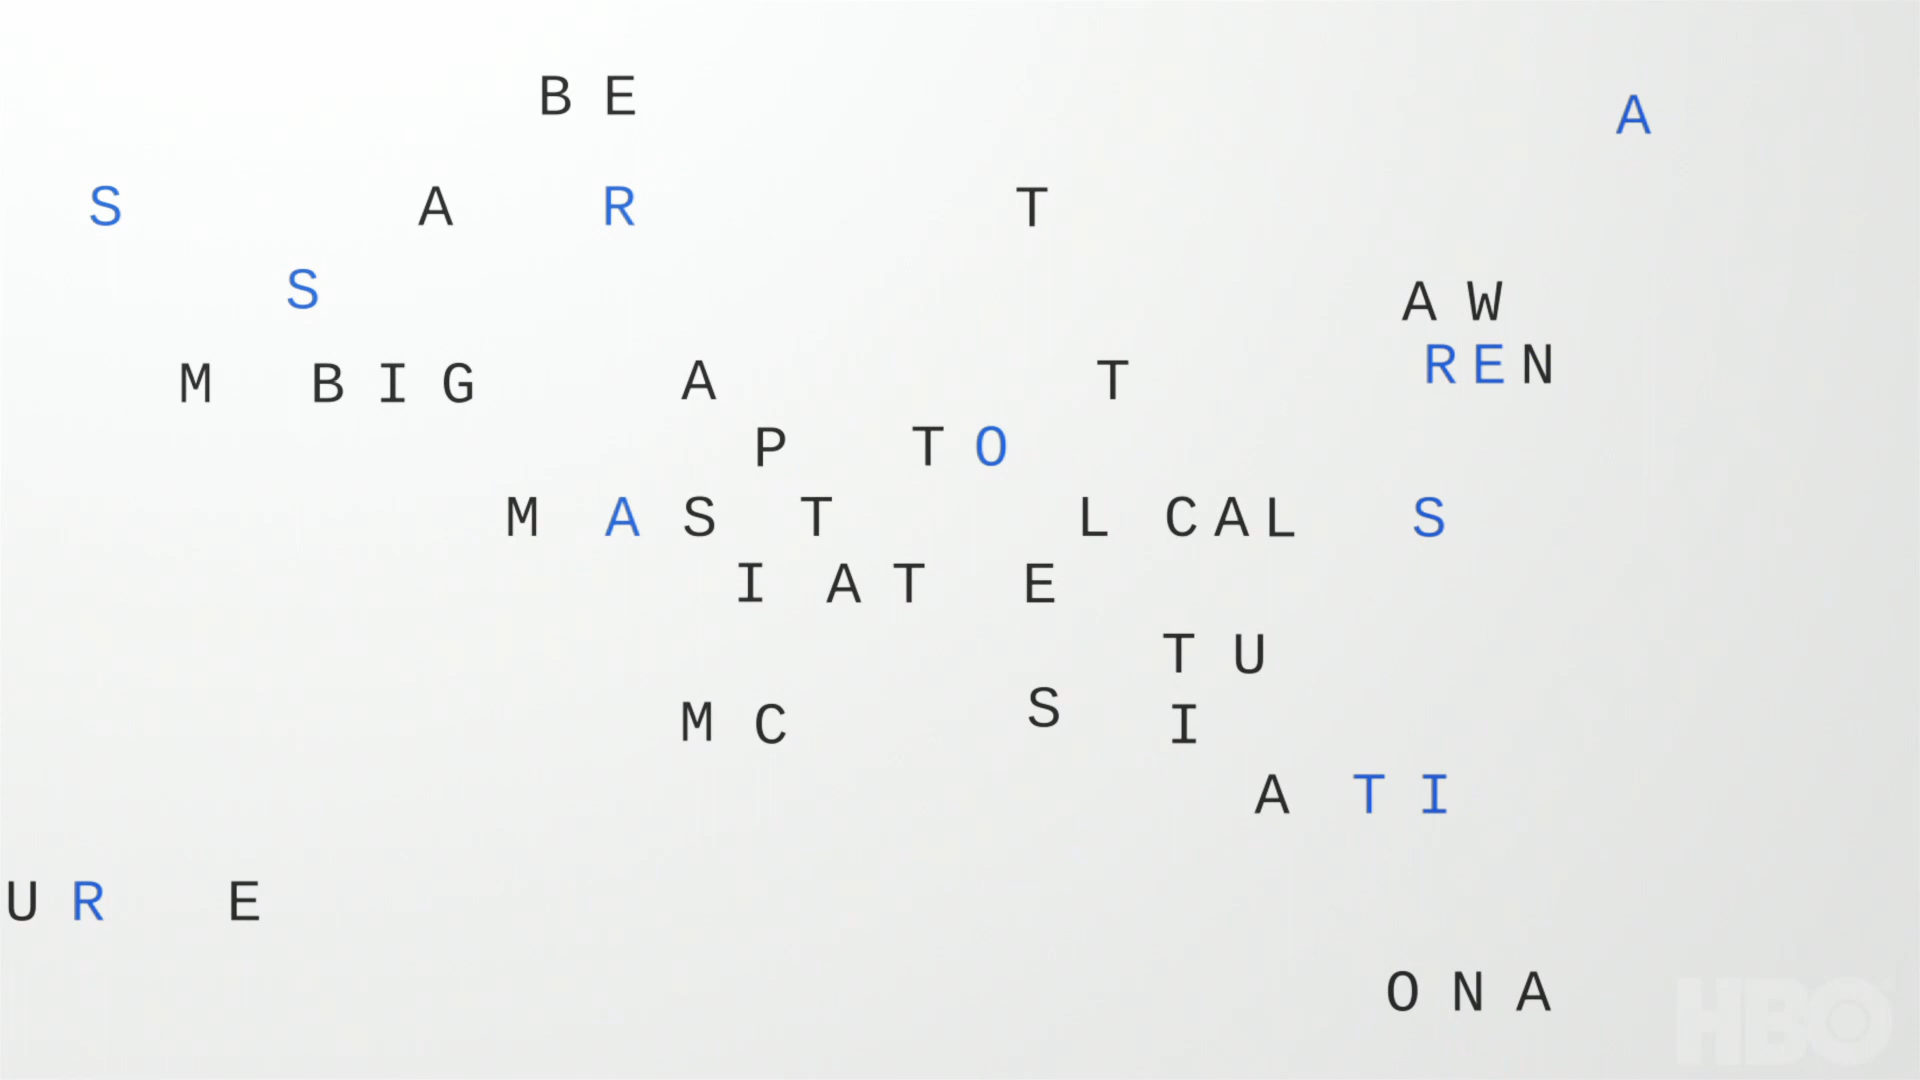 B E
A
S A R T
S
A W
R E N
M B I G A T
P T O
M A S T L C A L S
I A T E
T U
M C S I
A T I
U R E
O N A
HBO